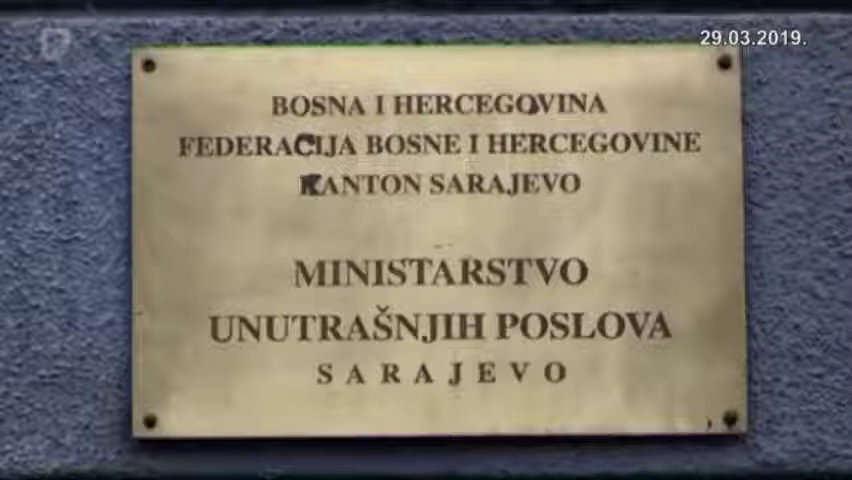 29.03.2019.
BOSNA I HERCEGOVINA
FEDERACIJA BOSNE I HERCEGOVINE
KANTON SARAJEVO
MINISTARSTVO
UNUTRAŠNJIH POSLOVA
SARAJEVO